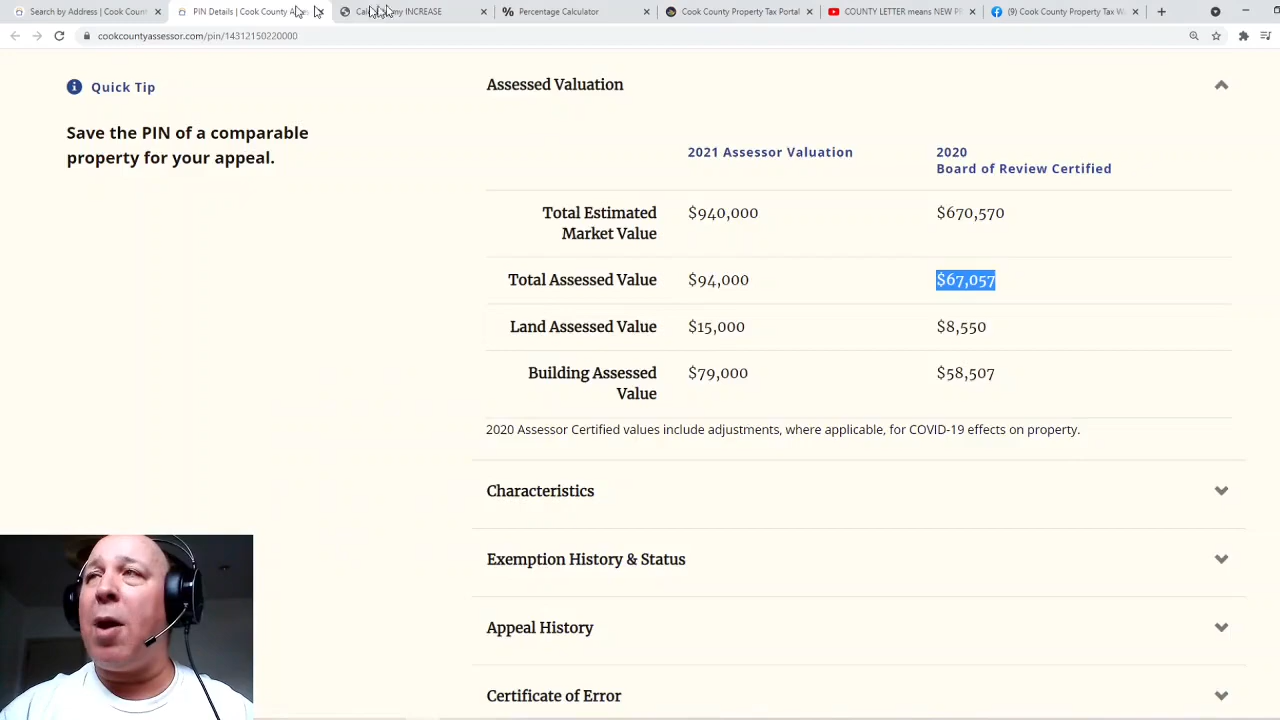 Search by Address | Cook Count
PIN Details | Cook County Asse
INCREASE
Percentage Calculator
Cook County Property Tax Portal
COUNTY LETTER means NEW P
(9) Cook County Property Tax W
cookcountyassessor.com/pin/14312150220000
Quick Tip
Save the PIN of a comparable
property for your appeal.
Assessed Valuation
2021 Assessor Valuation
2020
Board of Review Certified
Total Estimated
Market Value
$940,000
$670,570
Total Assessed Value
$94,000
$67,057
Land Assessed Value
$15,000
$8,550
Building Assessed
Value
$79,000
$58,507
2020 Assessor Certified values include adjustments, where applicable, for COVID-19 effects on property.
Characteristics
Exemption History & Status
Appeal History
Certificate of Error